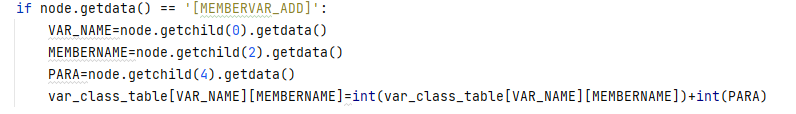 if node.getdata() == '[MEMBERVAR_ADD]':
VAR_NAME=node.getchild(0).getdata()
MEMBERNAME=node.getchild(2).getdata()
PARA=node.getchild(4).getdata()
var_class_table[VAR_NAME][MEMBERNAME]=int(var_class_table[VAR_NAME][MEMBERNAME])+int(PARA)